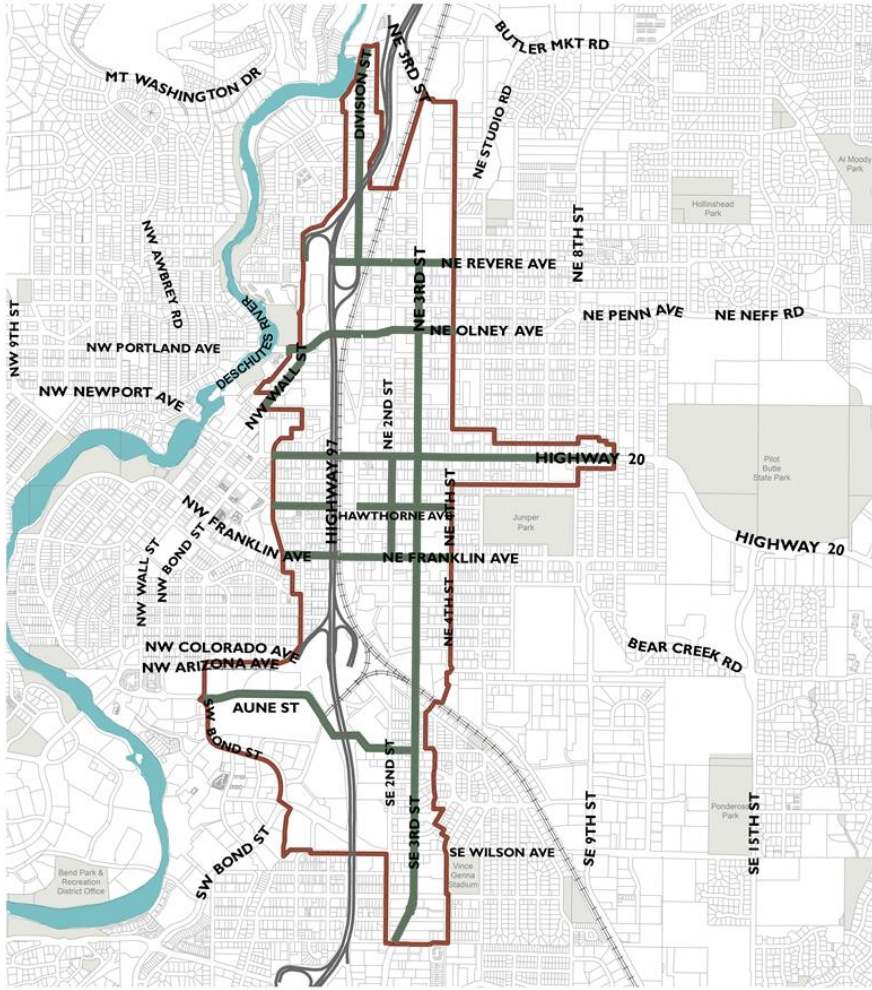 BUTLER MKT RD
NE 3RD ST
MT WASHINGTON DR
DIVISION ST
NE STUDIO RD
Al Moody
Park
Hollinshead
Park
NE 8TH ST
NW AWBREY RD
NE REVERE AVE
NE 3RD ST
DESCHUTES RIVER
NE PENN AVE
NE NEFF RD
NW 9TH ST
NE OLNEY AVE
NW PORTLAND AVE
NW WALL ST
NW NEWPORT AVE
NE 2ND ST
HIGHWAY 97
HIGHWAY 20
Pilot
Butte
State Park
NE 4TH ST
NW FRANKLIN AVE
HAWTHORNE AVE
Juniper
Park
HIGHWAY 20
NW WALL ST
NW BOND ST
NE FRANKLIN AVE
NE 4TH ST
NW COLORADO AVE
NW ARIZONA AVE
BEAR CREEK RD
AUNE ST
SW BOND ST
SE 2ND ST
SE 3RD ST
SE 9TH ST
Ponderosa
Park
SE 15TH ST
SW BOND ST
SE WILSON AVE
Vince
Genna
Stadium
Bend Park &
Recreation
District Office